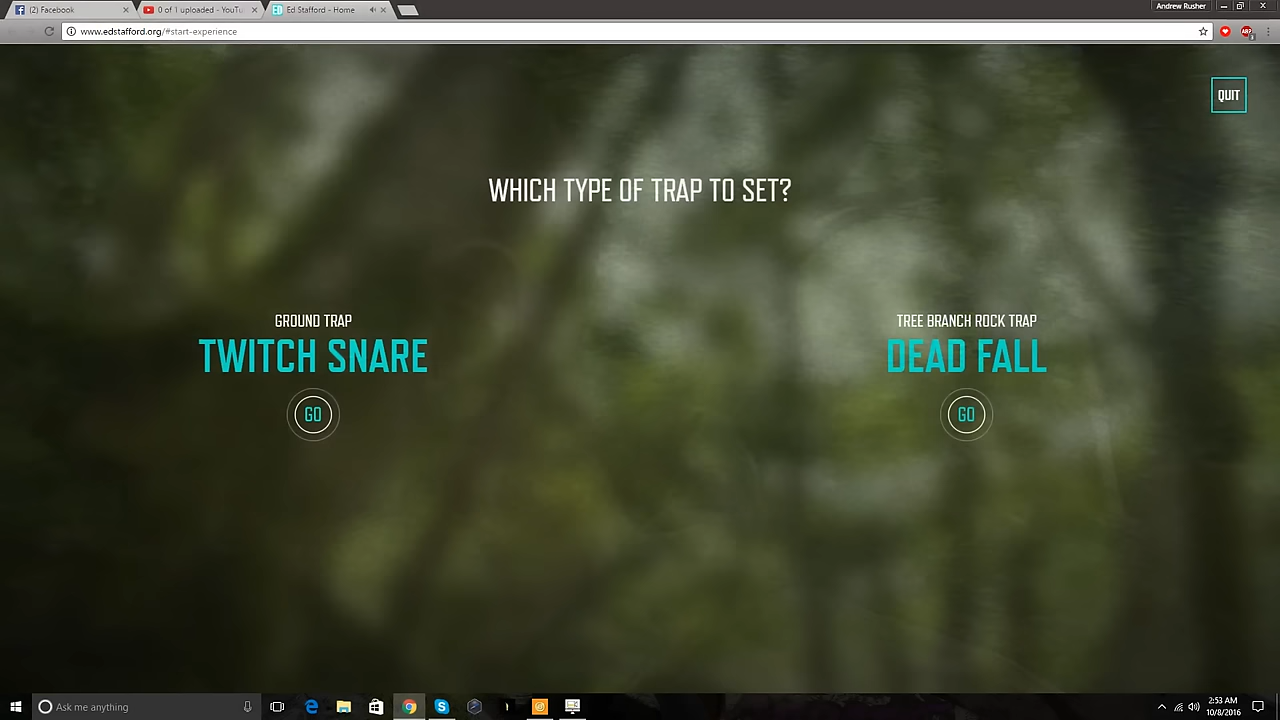 (2) Facebook
0 of 1 uploaded - YouTu
Ed Stafford - Home
Andrew Rusher
www.edstafford.org/#start-experience
QUIT
WHICH TYPE OF TRAP TO SET?
GROUND TRAP
TWITCH SNARE
GO
TREE BRANCH ROCK TRAP
DEAD FALL
GO
Ask me anything
2:53 AM
10/8/2016